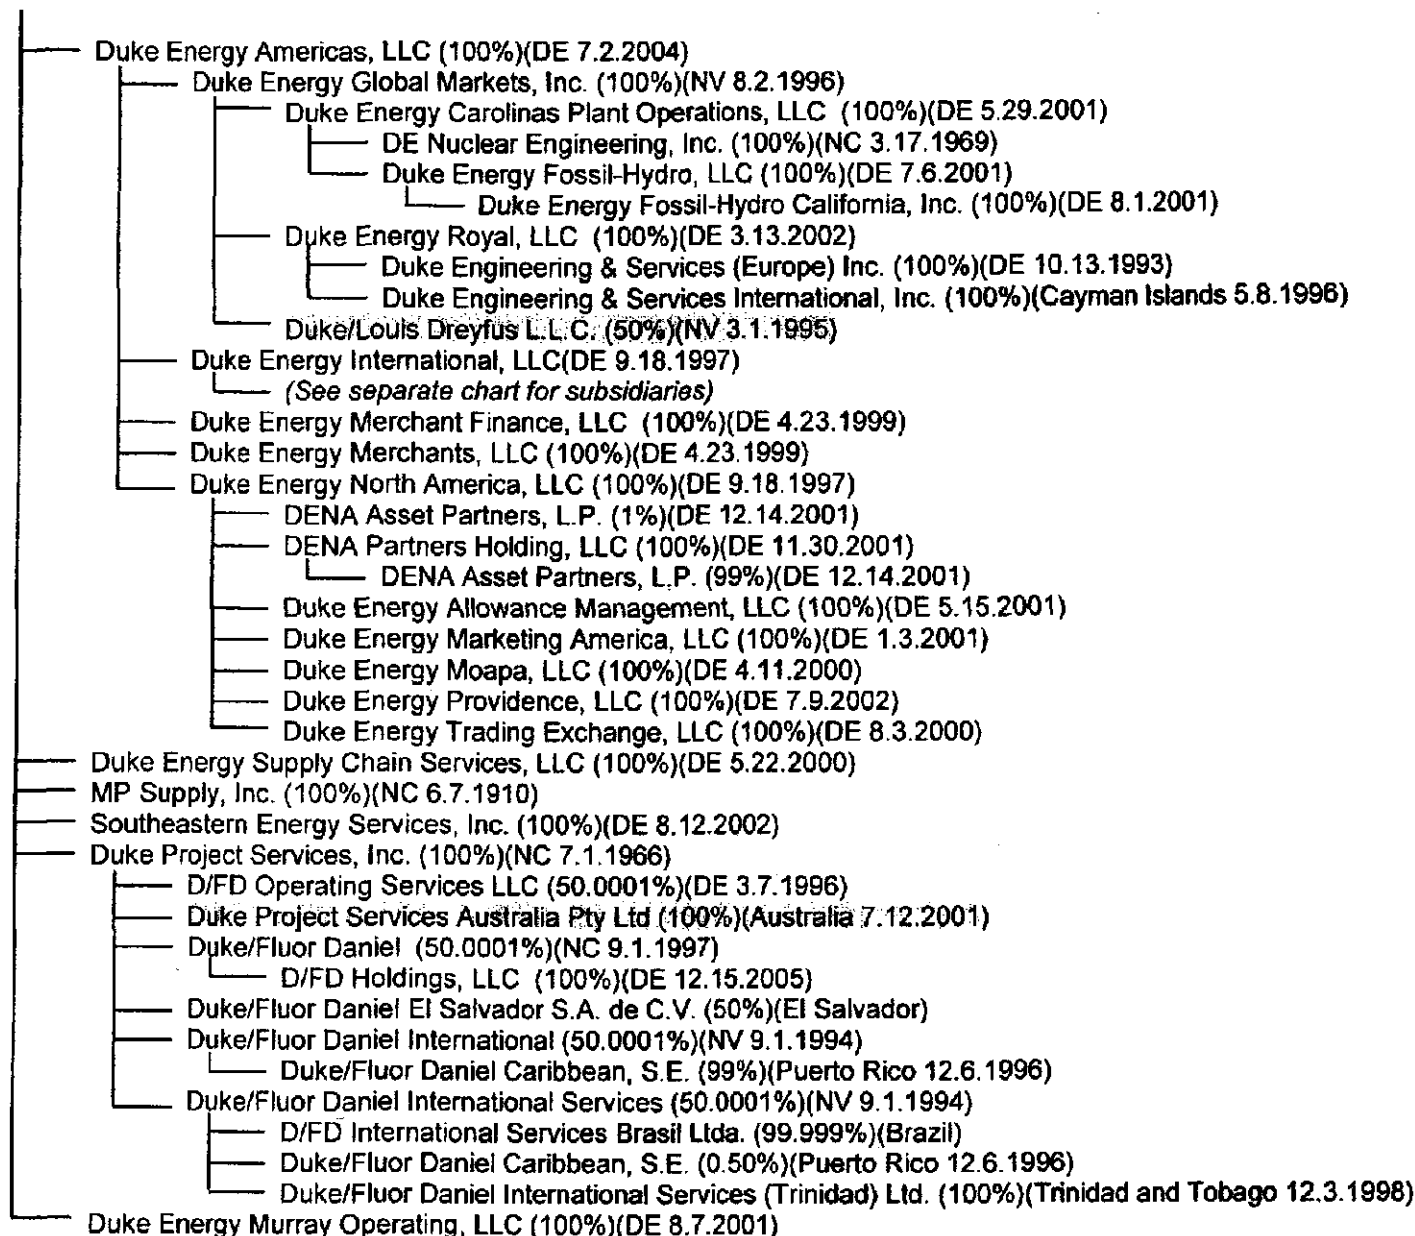 Duke Energy Americas, LLC (100%)(DE 7.2.2004)
Duke Energy Global Markets, Inc. (100%)(NV 8.2.1996)
Duke Energy Carolinas Plant Operations, LLC (100%)(DE 5.29.2001)
DE Nuclear Engineering, Inc. (100%)(NC 3.17.1969)
Duke Energy Fossil-Hydro, LLC (100%)(DE 7.6.2001)
Duke Energy Fossil-Hydro California, Inc. (100%)(DE 8.1.2001)
Duke Energy Royal, LLC (100%)(DE 3.13.2002)
Duke Engineering & Services (Europe) Inc. (100%)(DE 10.13.1993)
Duke Engineering & Services International, Inc. (100%)(Cayman Islands 5.8.1996)
Duke/Louis Dreyfus L.L.C. (50%)(NV 3.1.1995)
Duke Energy International, LLC(DE 9.18.1997)
(See separate chart for subsidiaries)
Duke Energy Merchant Finance, LLC (100%)(DE 4.23.1999)
Duke Energy Merchants, LLC (100%)(DE 4.23.1999)
Duke Energy North America, LLC (100%)(DE 9.18.1997)
DENA Asset Partners, L.P. (1%)(DE 12.14.2001)
DENA Partners Holding, LLC (100%)(DE 11.30.2001)
DENA Asset Partners, L.P. (99%)(DE 12.14.2001)
Duke Energy Allowance Management, LLC (100%)(DE 5.15.2001)
Duke Energy Marketing America, LLC (100%)(DE 1.3.2001)
Duke Energy Moapa, LLC (100%)(DE 4.11.2000)
Duke Energy Providence, LLC (100%)(DE 7.9.2002)
Duke Energy Trading Exchange, LLC (100%)(DE 8.3.2000)
Duke Energy Supply Chain Services, LLC (100%)(DE 5.22.2000)
MP Supply, Inc. (100%)(NC 6.7.1910)
Southeastern Energy Services, Inc. (100%)(DE 8.12.2002)
Duke Project Services, Inc. (100%)(NC 7.1.1966)
D/FD Operating Services LLC (50.0001%)(DE 3.7.1996)
Duke Project Services Australia Pty Ltd (100%)(Australia 7.12.2001)
Duke/Fluor Daniel (50.0001%)(NC 9.1.1997)
D/FD Holdings, LLC (100%)(DE 12.15.2005)
Duke/Fluor Daniel El Salvador S.A. de C.V. (50%)(El Salvador)
Duke/Fluor Daniel International (50.0001%)(NV 9.1.1994)
Duke/Fluor Daniel Caribbean, S.E. (99%)(Puerto Rico 12.6.1996)
Duke/Fluor Daniel International Services (50.0001%)(NV 9.1.1994)
D/FD International Services Brasil Ltda. (99.999%)(Brazil)
Duke/Fluor Daniel Caribbean, S.E. (0.50%)(Puerto Rico 12.6.1996)
Duke/Fluor Daniel International Services (Trinidad) Ltd. (100%)(Trinidad and Tobago 12.3.1998)
Duke Energy Murray Operating, LLC (100%)(DE 8.7.2001)